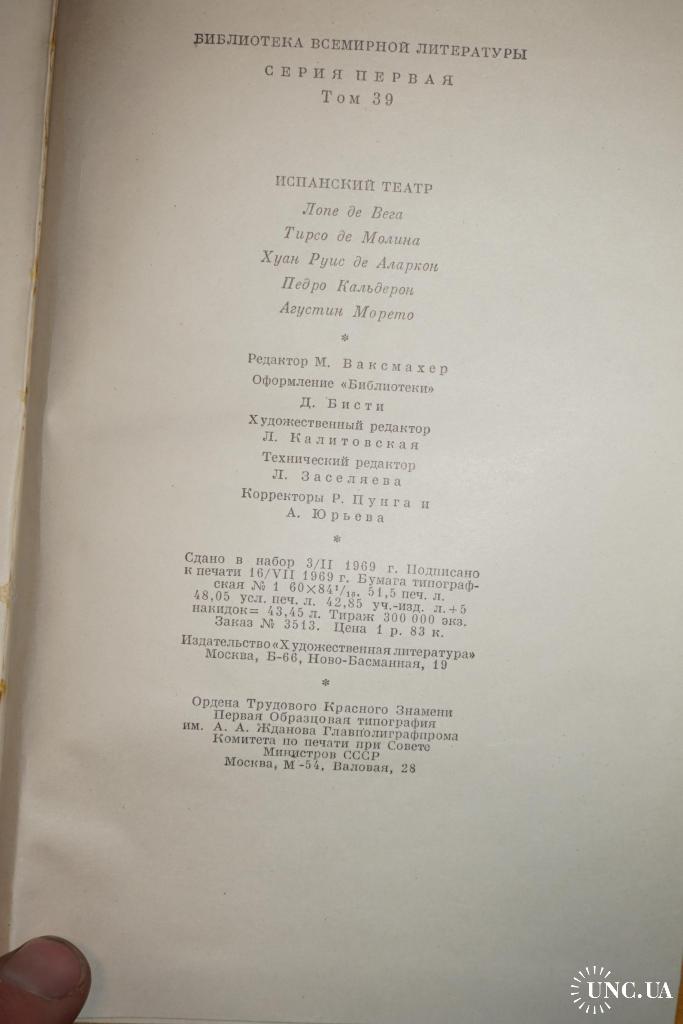 БИБЛИОТЕКА ВСЕМИРНОЙ ЛИТЕРАТУРЫ
СЕРИЯ ПЕРВАЯ
Том 39
ИСПАНСКИЙ ТЕАТР
Лопе де Вега
Тирсо де Молина
Хуан Руис де Аларкон
Педро Кальдерон
Агустин Морето
*
Редактор М. Ваксмахер
Оформление «Библиотеки»
Д. Бисти
Художественный редактор
Л. Калитовская
Технический редактор
Л. Заселяева
Корректоры Р. Пунга и
А. Юрьева
*
Сдано в набор 3/II 1969 г. Подписано
к печати 16/VII 1969 г. Бумага типограф-
ская № 1 60×84¹/₁₆. 51,5 печ. л.
48,05 усл. печ. л. 42,85 уч.-изд. л.+5
накидок= 43,45 л. Тираж 300 000 экз.
Заказ № 3513. Цена 1 р. 83 к.
Издательство «Художественная литература»
Москва, Б-66, Ново-Басманная, 19
*
Ордена Трудового Красного Знамени
Первая Образцовая типография
им. А. А. Жданова Главполиграфпрома
Комитета по печати при Совете
Министров СССР
Москва, М-54, Валовая, 28
UNC.UA